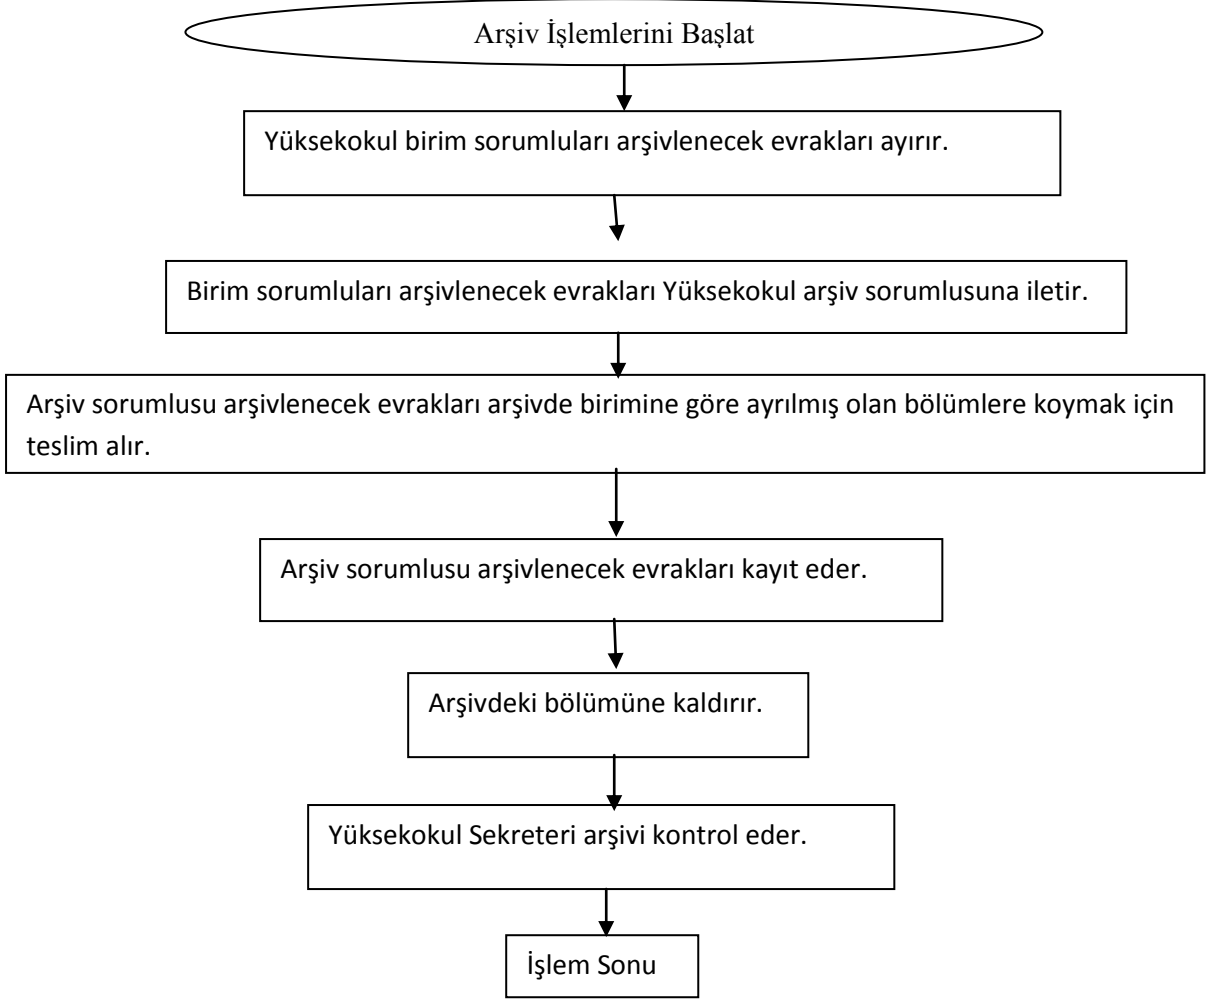 Arşiv İşlemlerini Başlat
Yüksekokul birim sorumluları arşivlenecek evrakları ayırır.
Birim sorumluları arşivlenecek evrakları Yüksekokul arşiv sorumlusuna iletir.
Arşiv sorumlusu arşivlenecek evrakları arşivde birimine göre ayrılmış olan bölümlere koymak için
teslim alır.
Arşiv sorumlusu arşivlenecek evrakları kayıt eder.
Arşivdeki bölümüne kaldırır.
Yüksekokul Sekreteri arşivi kontrol eder.
İşlem Sonu